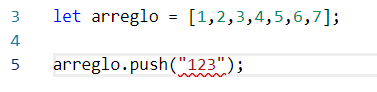 3 let arreglo = [1,2,3,4,5,6,7];
4
5 arreglo.push("123");